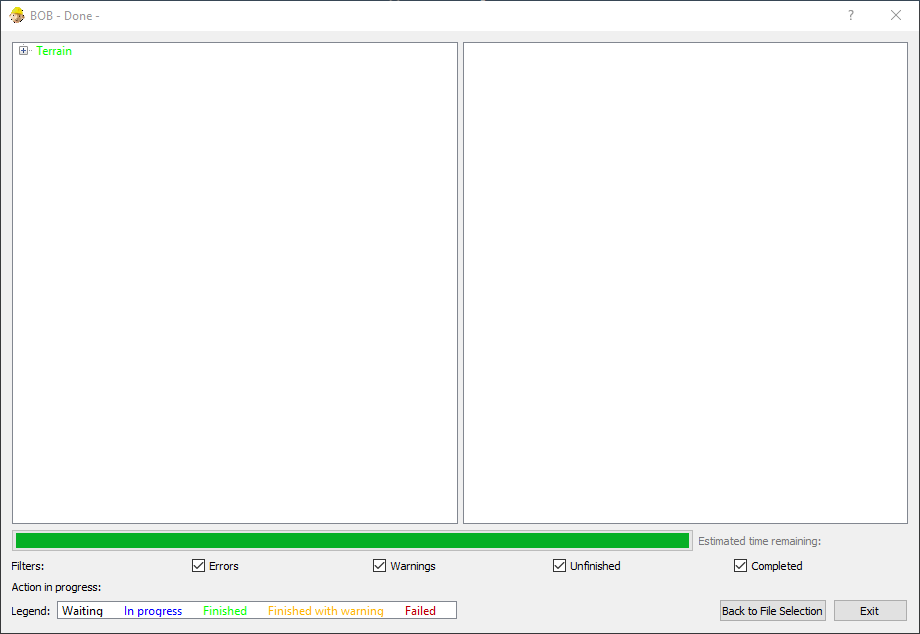 BOB - Done -
?
Terrain
Estimated time remaining:
Filters: Errors Warnings Unfinished Completed
Action in progress:
Legend: Waiting In progress Finished Finished with warning Failed Back to File Selection Exit